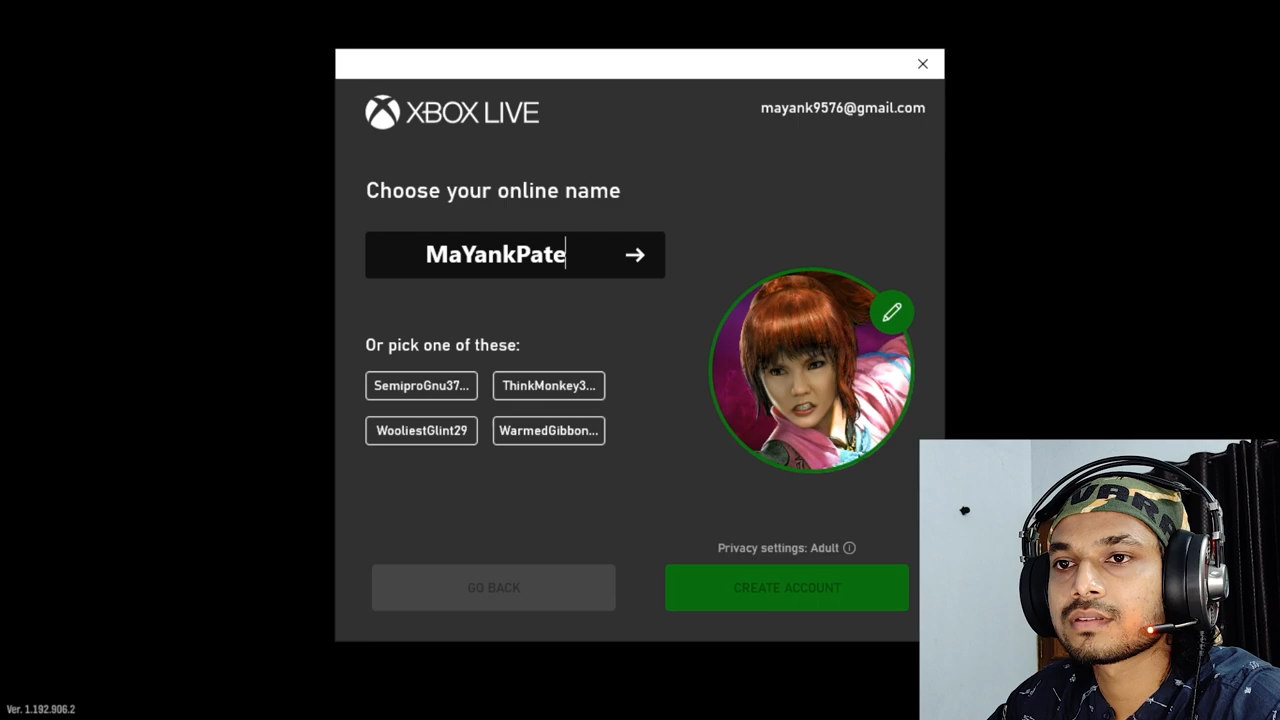 XBOX LIVE
mayank9576@gmail.com
Choose your online name
MaYankPate
Or pick one of these:
SemiproGnu37...
ThinkMonkey3...
WooliestGlint29
WarmedGibbon...
Privacy settings: Adult
GO BACK
CREATE ACCOUNT
Ver. 1.192.906.2